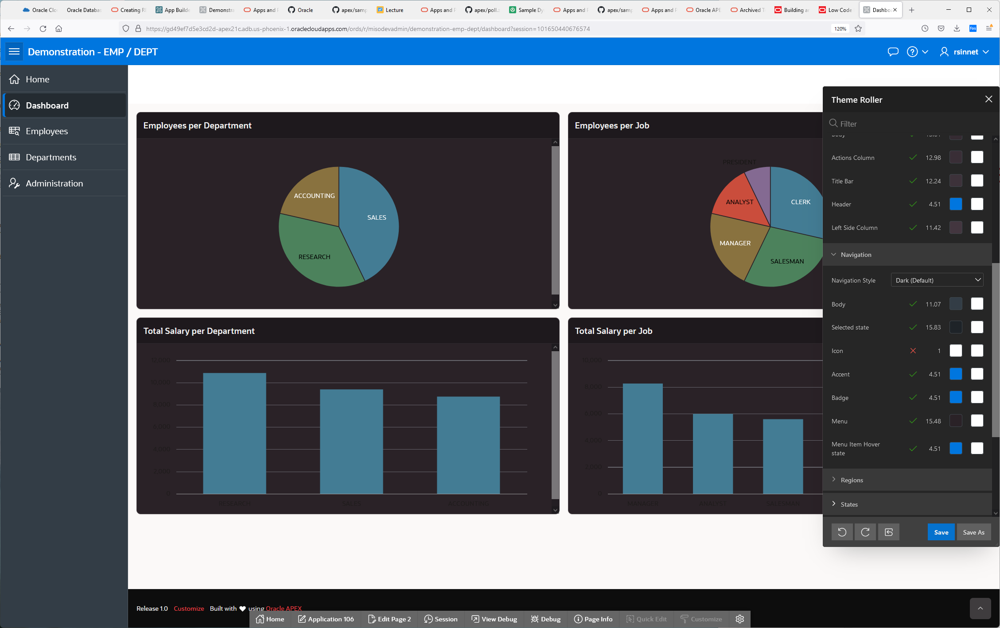 Oracle Clo
Oracle Databas
Creating RE
App Builde
Demonstra
Apps and P
Oracle
apex/samp
Lecture
Apps and P
apex/poll.z
Sample Dy
Apps and P
apex/samp
Apps and P
Oracle APE
Archived T
Building an
Low Code
Dashbo
https://gd49ef7d5e3cd2d-apex21c.adb.us-phoenix-1.oraclecloudapps.com/ords/r/misodevadmin/demonstration-emp-dept/dashboard?session=101650440676574
120%
fos
Demonstration - EMP / DEPT
rsinnet
Home
Dashboard
Employees
Departments
Administration
Employees per Department
ACCOUNTING
SALES
RESEARCH
Employees per Job
PRESIDENT
ANALYST
CLERK
MANAGER
SALESMAN
Total Salary per Department
12,000
10,000
8,000
6,000
4,000
2,000
0
RESEARCH
SALES
ACCOUNTING
Total Salary per Job
10,000
8,000
6,000
4,000
2,000
0
MANAGER
ANALYST
SALESMAN
Theme Roller
Filter
Actions Column 12.98
Title Bar 12.24
Header 4.51
Left Side Column 11.42
Navigation
Navigation Style Dark (Default)
Body 11.07
Selected state 15.83
Icon 1
Accent 4.51
Badge 4.51
Menu 15.48
Menu Item Hover
state 4.51
Regions
States
Save
Save As
Release 1.0 Customize Built with using Oracle APEX
Home
Application 106
Edit Page 2
Session
View Debug
Debug
Page Info
Quick Edit
Customize